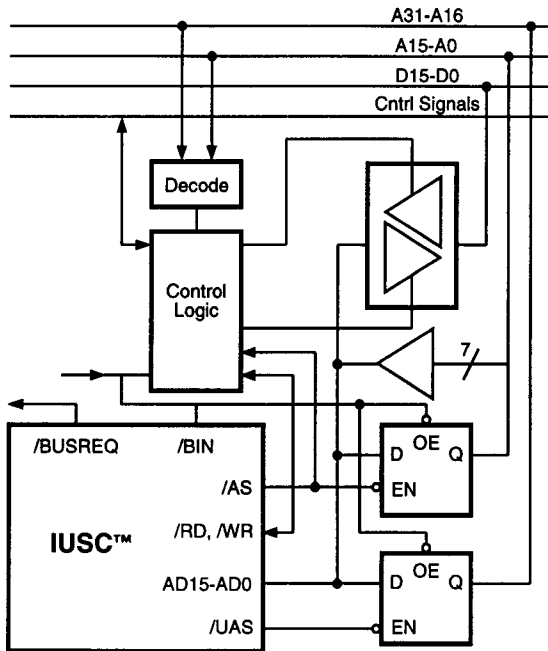 A31-A16
A15-A0
D15-D0
Cntrl Signals
Decode
Control
Logic
7
/BUSREQ
/BIN
OE
D
Q
EN
/AS
IUSC™
/RD, /WR
OE
AD15-AD0
D
Q
/UAS
EN